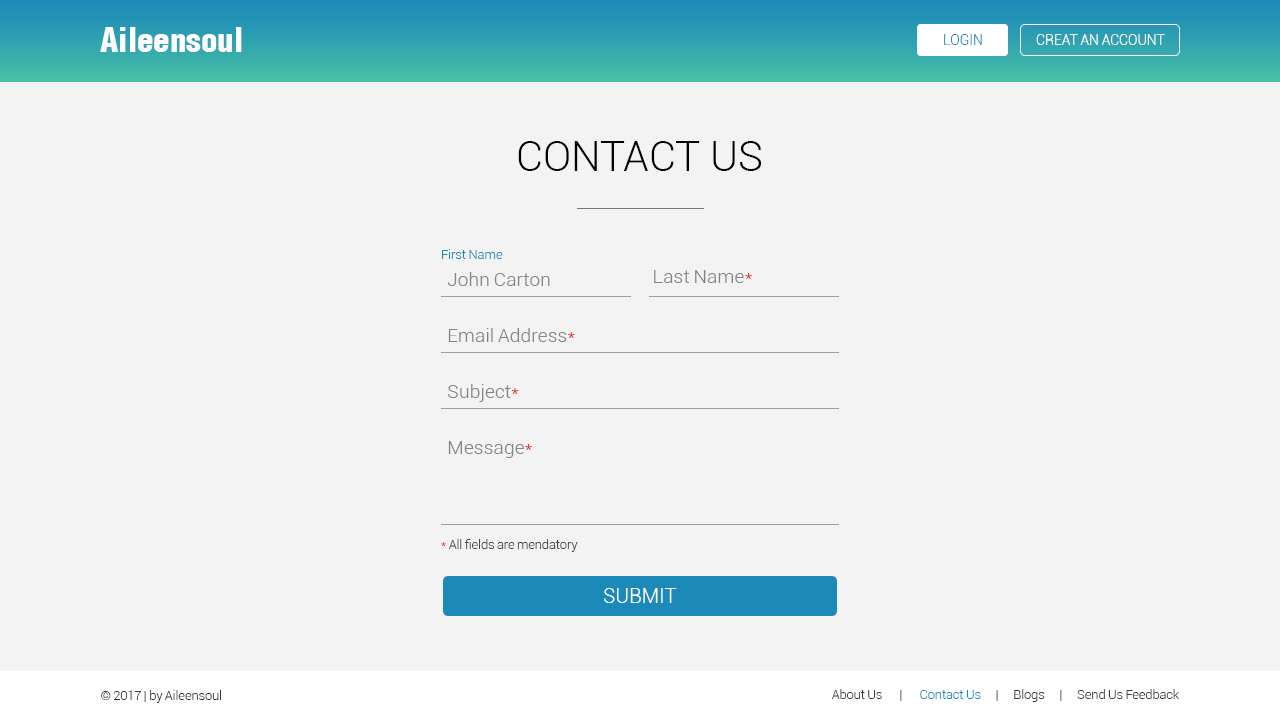 Aileensoul
LOGIN
CREAT AN ACCOUNT
CONTACT US
First Name
John Carton
Last Name*
Email Address*
Subject*
Message*
* All fields are mendatory
SUBMIT
© 2017 | by Aileensoul
About Us | Contact Us | Blogs | Send Us Feedback